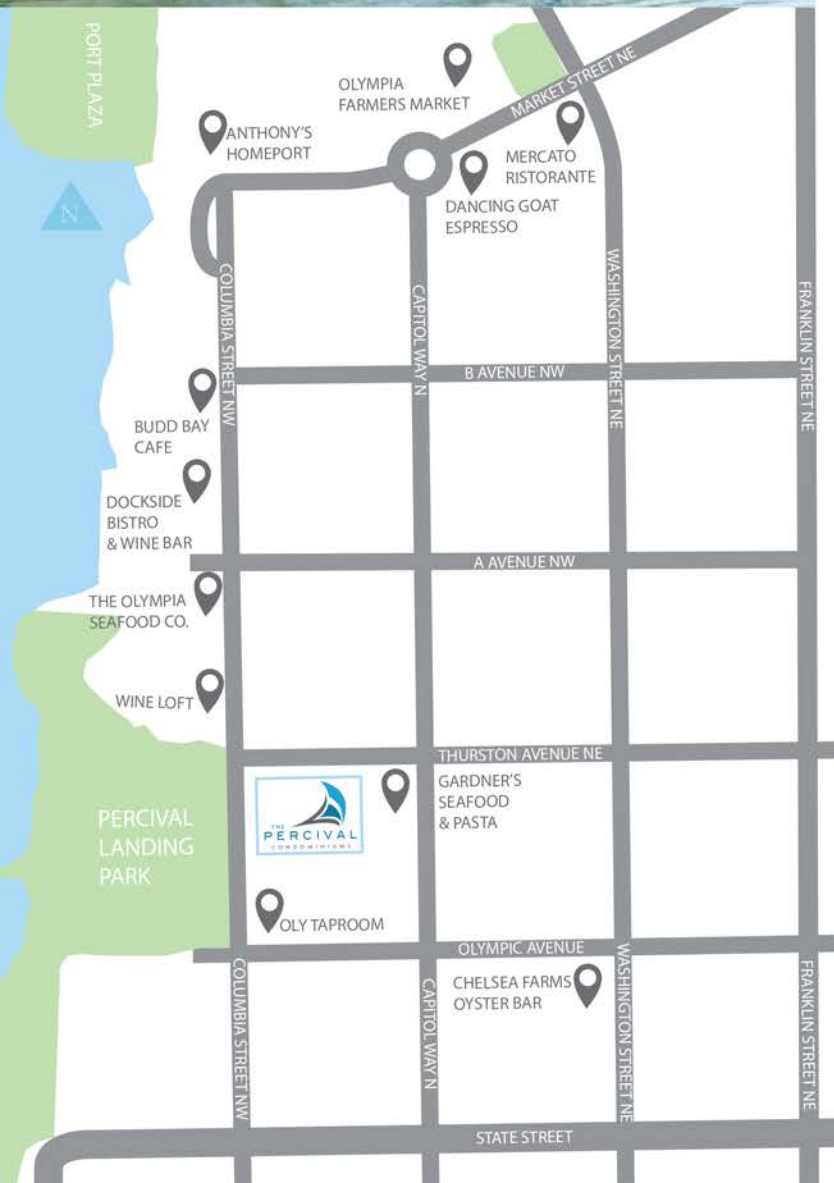 PORT PLAZA
OLYMPIA
FARMERS MARKET
MARKET STREET NE
ANTHONY'S
HOMEPORT
MERCATO
RISTORANTE
DANCING GOAT
ESPRESSO
N
COLUMBIA STREET NW
CAPITOL WAY N
WASHINGTON STREET NE
FRANKLIN STREET NE
B AVENUE NW
BUDD BAY
CAFE
DOCKSIDE
BISTRO
& WINE BAR
A AVENUE NW
THE OLYMPIA
SEAFOOD CO.
WINE LOFT
THURSTON AVENUE NE
GARDNER'S
SEAFOOD
& PASTA
THE
PERCIVAL
CONDOMINIUMS
PERCIVAL
LANDING
PARK
OLY TAPROOM
OLYMPIC AVENUE
CHELSEA FARMS
OYSTER BAR
COLUMBIA STREET NW
CAPITOL WAY N
WASHINGTON STREET NE
FRANKLIN STREET NE
STATE STREET